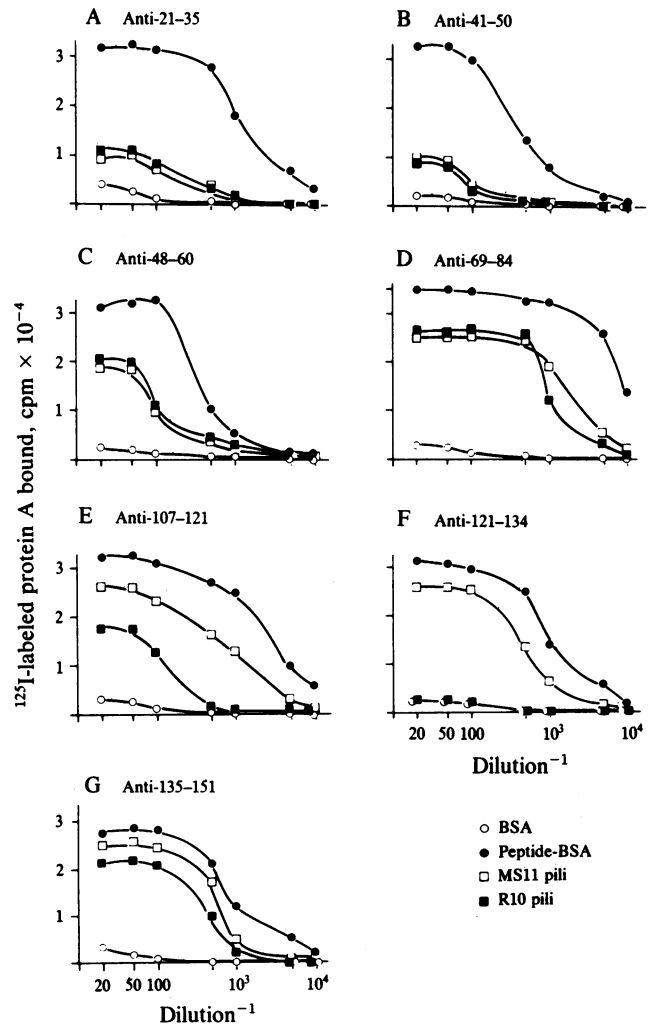 A Anti-21–35
B Anti-41–50
3
2
1
C Anti-48–60
D Anti-69–84
3
2
1
E Anti-107–121
F Anti-121–134
3
2
1
20 50 100 10³ 10⁴
Dilution⁻¹
G Anti-135–151
3
2
1
20 50 100 10³ 10⁴
Dilution⁻¹
¹²⁵I-labeled protein A bound, cpm × 10⁻⁴
BSA
Peptide-BSA
MS11 pili
R10 pili